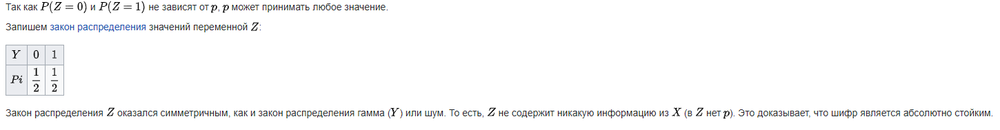 Так как P(Z = 0) и P(Z = 1) не зависят от p, p может принимать любое значение.
Запишем закон распределения значений переменной Z:
Y 0 1
Pi 1/2 1/2
Закон распределения Z оказался симметричным, как и закон распределения гамма (Y) или шум. То есть, Z не содержит никакую информацию из X (в Z нет p). Это доказывает, что шифр является абсолютно стойким.